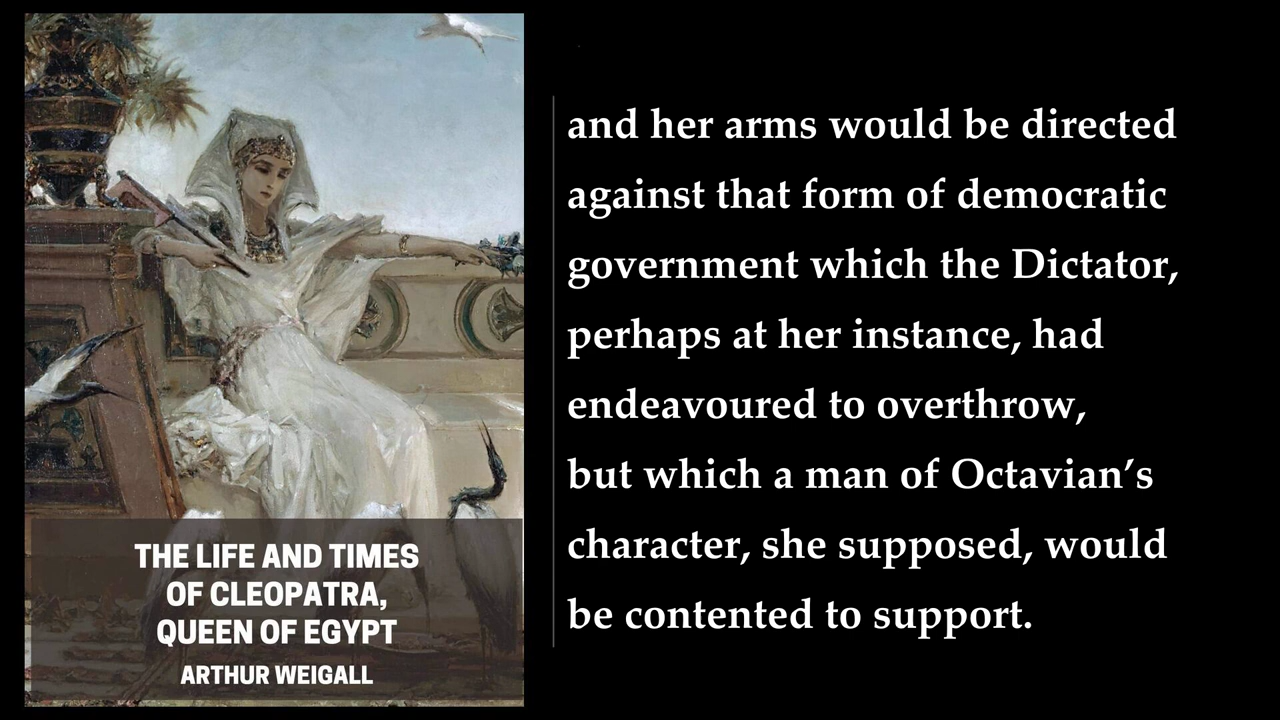 THE LIFE AND TIMES
OF CLEOPATRA,
QUEEN OF EGYPT
ARTHUR WEIGALL
and her arms would be directed
against that form of democratic
government which the Dictator,
perhaps at her instance, had
endeavoured to overthrow,
but which a man of Octavian’s
character, she supposed, would
be contented to support.